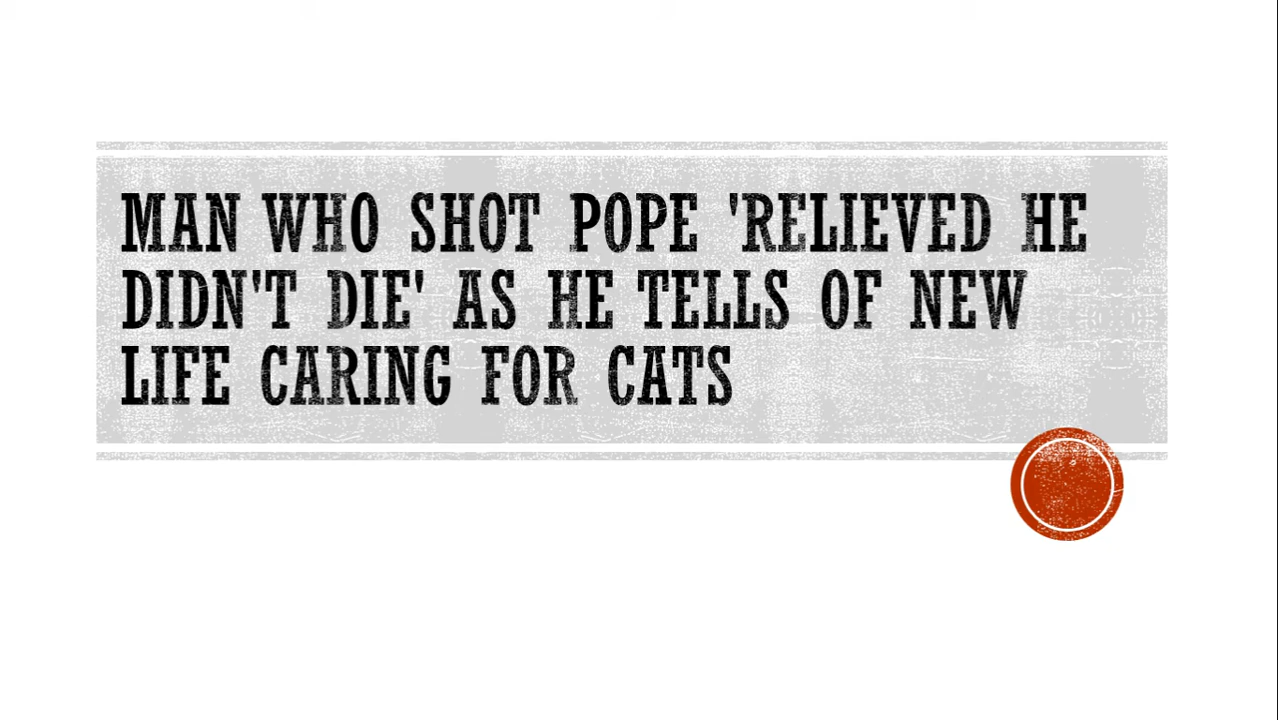 MAN WHO SHOT POPE 'RELIEVED HE
DIDN'T DIE' AS HE TELLS OF NEW
LIFE CARING FOR CATS